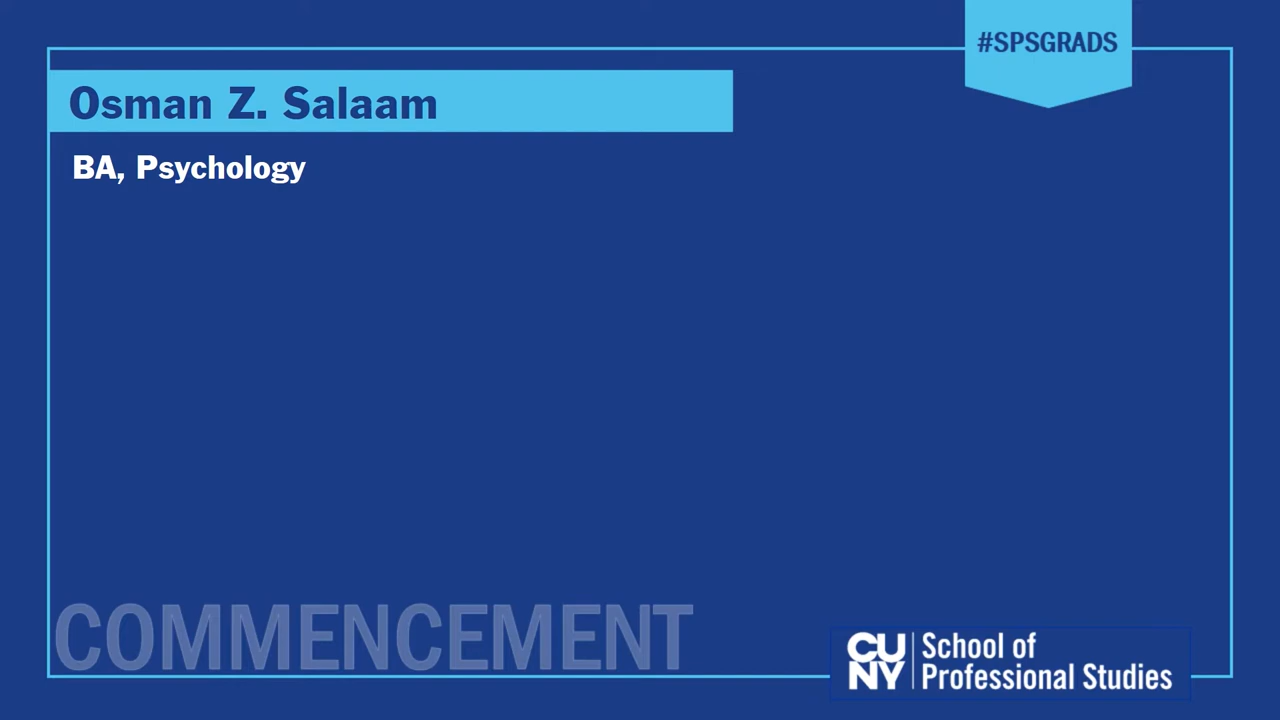 #SPSGRADS
Osman Z. Salaam
BA, Psychology
COMMENCEMENT
CU
NY
School of
Professional Studies